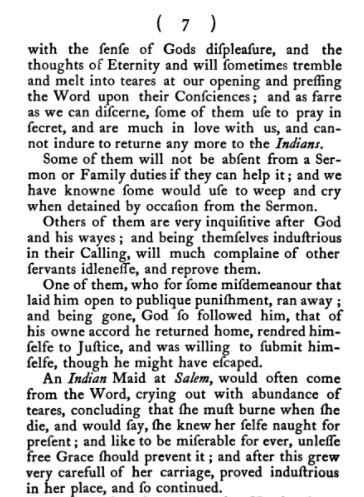 ( 7 )
with the ſenſe of Gods diſpleaſure, and the
thoughts of Eternity and will ſometimes tremble
and melt into teares at our opening and preſſing
the Word upon their Conſciences; and as farre
as we can diſcerne, ſome of them uſe to pray in
ſecret, and are much in love with us, and can-
not indure to returne any more to the Indians.
Some of them will not be abſent from a Ser-
mon or Family duties if they can help it; and we
have knowne ſome would uſe to weep and cry
when detained by occaſion from the Sermon.
Others of them are very inquiſitive after God
and his wayes; and being themſelves induſtrious
in their Calling, will much complaine of other
ſervants idleneſſe, and reprove them.
One of them, who for ſome miſdemeanour that
laid him open to publique puniſhment, ran away;
and being gone, God ſo followed him, that of
his owne accord he returned home, rendred him-
ſelfe to Juſtice, and was willing to ſubmit him-
ſelfe, though he might have eſcaped.
An Indian Maid at Salem, would often come
from the Word, crying out with abundance of
teares, concluding that ſhe muſt burne when ſhe
die, and would ſay, ſhe knew her ſelfe naught for
preſent; and like to be miſerable for ever, unleſſe
free Grace ſhould prevent it; and after this grew
very carefull of her carriage, proved induſtrious
in her place, and ſo continued.